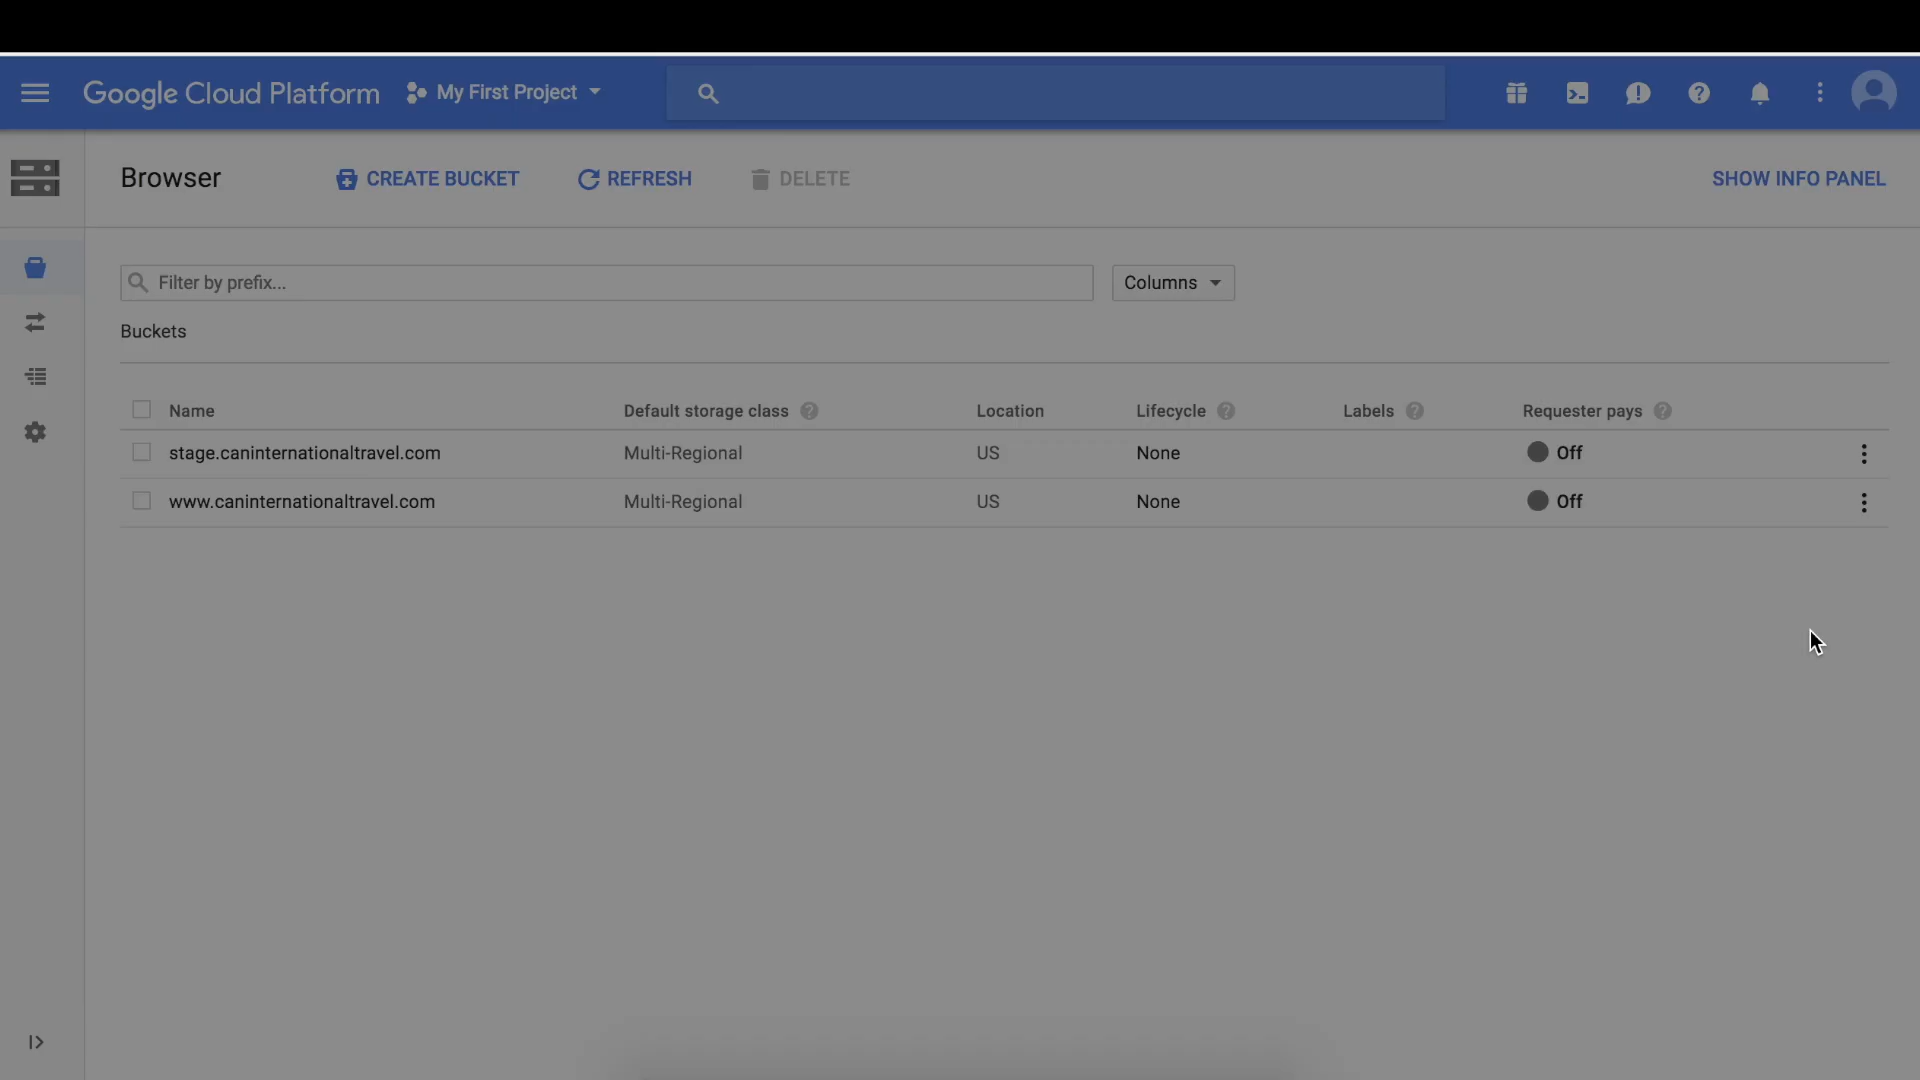 Google Cloud Platform My First Project
Browser CREATE BUCKET REFRESH DELETE SHOW INFO PANEL
Filter by prefix... Columns
Buckets
Name Default storage class Location Lifecycle Labels Requester pays
stage.caninternationaltravel.com Multi-Regional US None Off
www.caninternationaltravel.com Multi-Regional US None Off